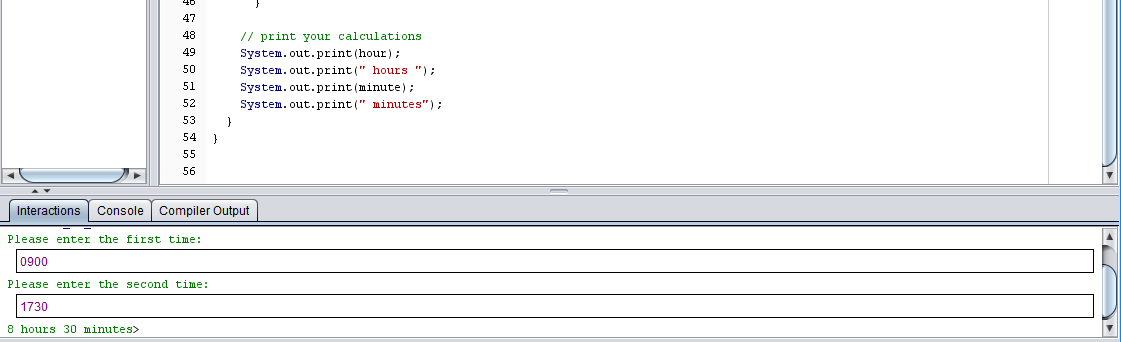 46 }
47
48 // print your calculations
49 System.out.print(hour);
50 System.out.print(" hours ");
51 System.out.print(minute);
52 System.out.print(" minutes");
53 }
54 }
55
56
Interactions Console Compiler Output
Please enter the first time:
0900
Please enter the second time:
1730
8 hours 30 minutes>